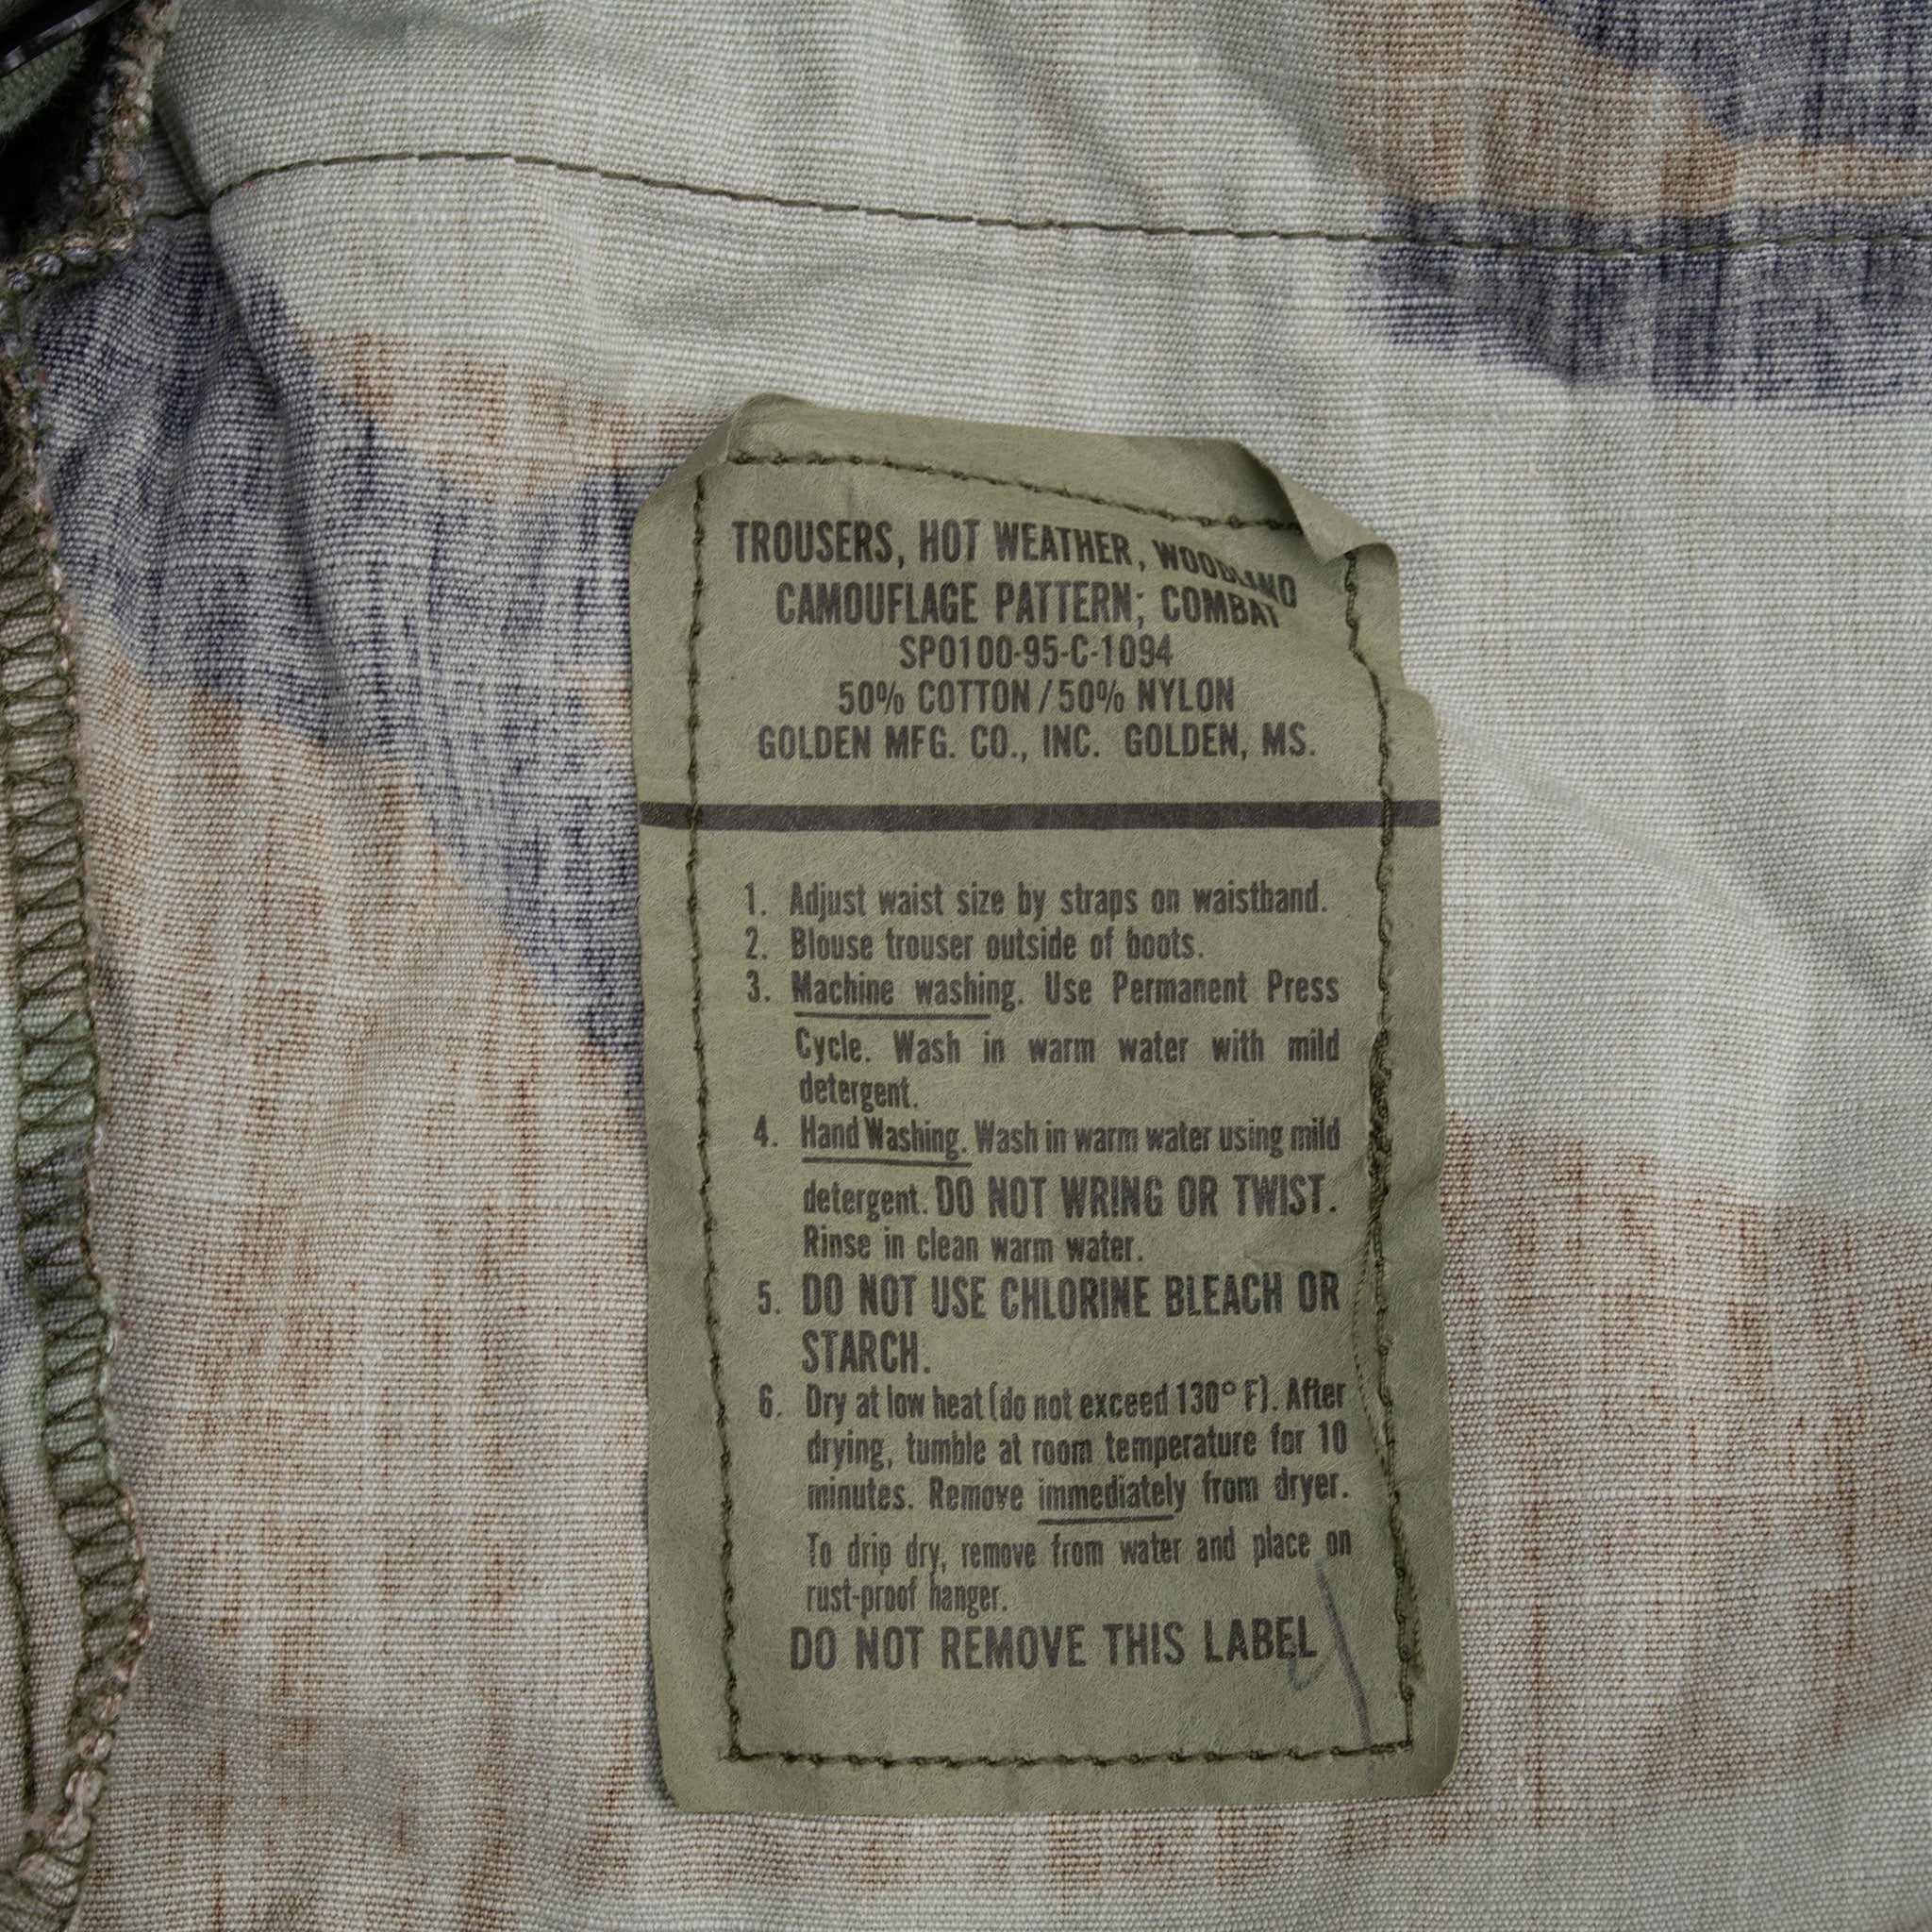 TROUSERS, HOT WEATHER, WOODLAND
CAMOUFLAGE PATTERN; COMBAT
SPO100-95-C-1094
50% COTTON/50% NYLON
GOLDEN MFG. CO., INC. GOLDEN, MS.
1. Adjust waist size by straps on waistband.
2. Blouse trouser outside of boots.
3. Machine washing. Use Permanent Press
Cycle. Wash in warm water with mild
detergent.
4. Hand Washing. Wash in warm water using mild
detergent. DO NOT WRING OR TWIST.
Rinse in clean warm water.
5. DO NOT USE CHLORINE BLEACH OR
STARCH.
6. Dry at low heat (do not exceed 130° F). After
drying, tumble at room temperature for 10
minutes. Remove immediately from dryer.
To drip dry, remove from water and place on
rust-proof hanger.
DO NOT REMOVE THIS LABEL